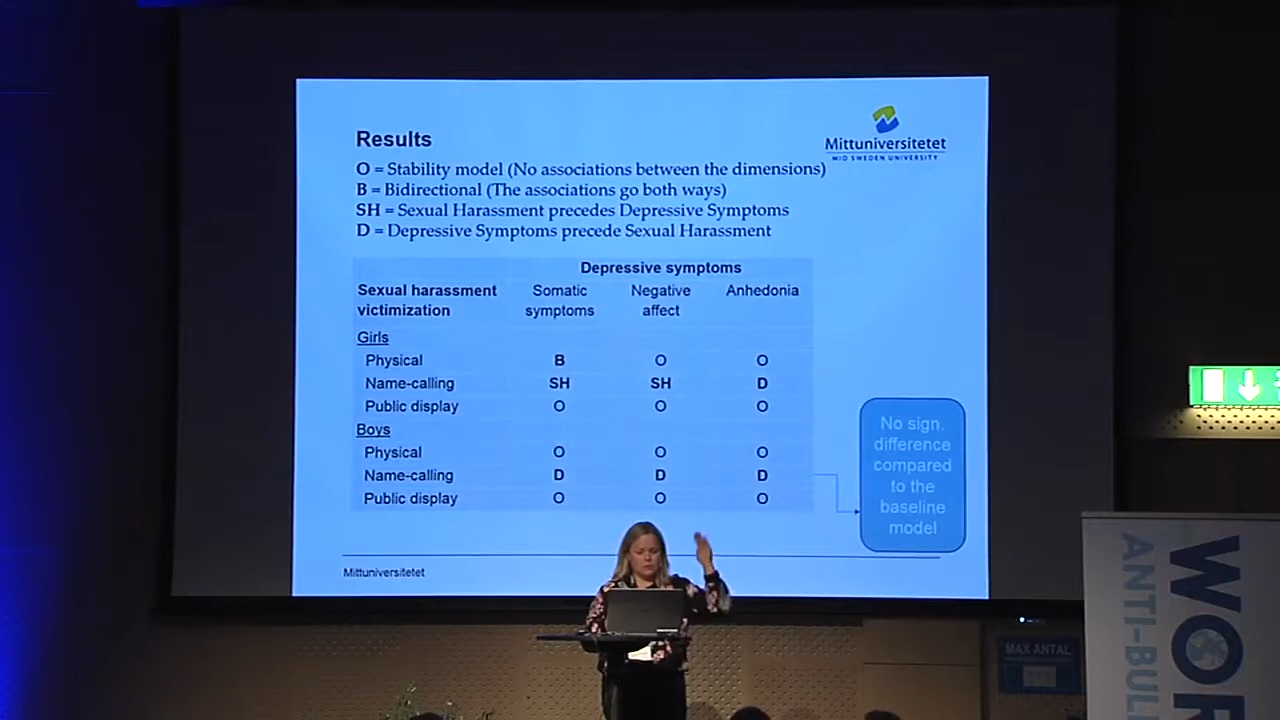 Results
Mittuniversitetet
MID SWEDEN UNIVERSITY
O = Stability model (No associations between the dimensions)
B = Bidirectional (The associations go both ways)
SH = Sexual Harassment precedes Depressive Symptoms
D = Depressive Symptoms precede Sexual Harassment
Depressive symptoms
Sexual harassment victimization Somatic symptoms Negative affect Anhedonia
Girls
Physical B O O
Name-calling SH SH D
Public display O O O
Boys
Physical O O O
Name-calling D D D
Public display O O O
No sign.
difference
compared
to the
baseline
model
Mittuniversitetet
MAX ANTAL
WOR
ANTI-BUL